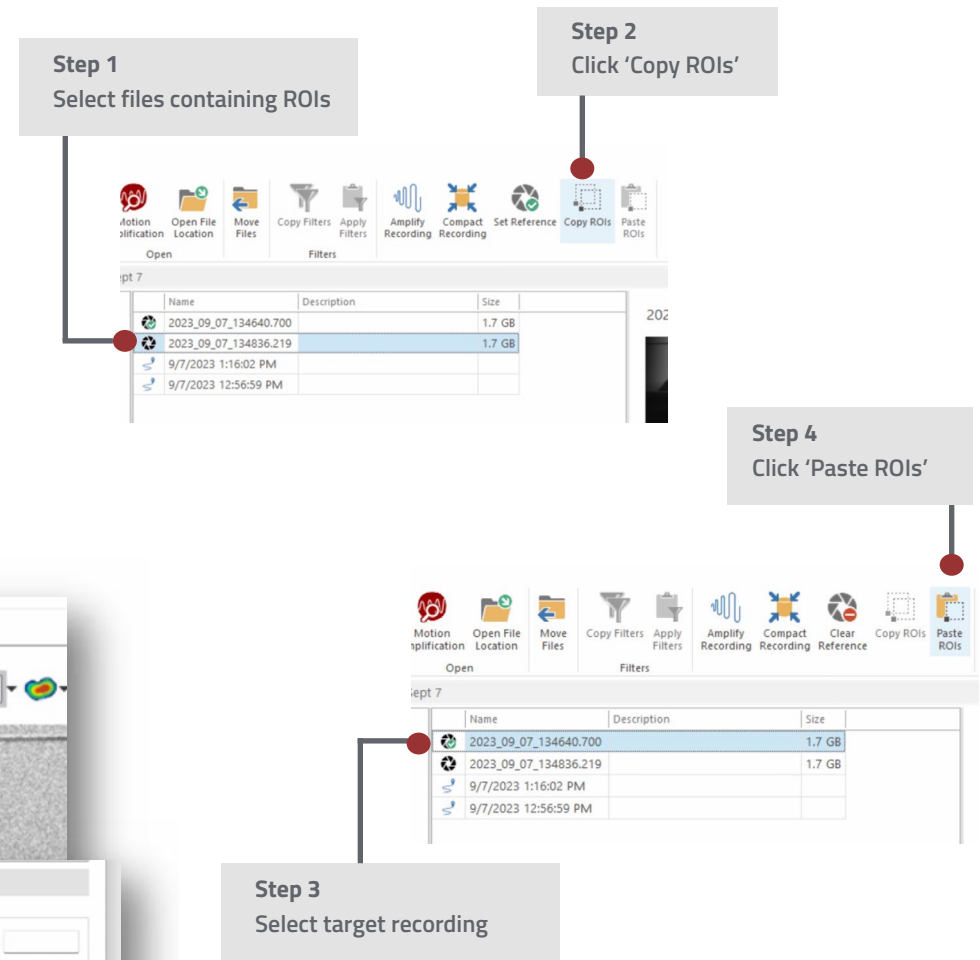 Step 1
Select files containing ROIs
Step 2
Click ‘Copy ROIs’
Motion
plification
Open File
Location
Move
Files
Copy Filters
Apply
Filters
Amplify
Recording
Compact
Recording
Set Reference
Copy ROIs
Paste
ROIs
Open
Filters
ept 7
Name Description Size
2023_09_07_134640.700 1.7 GB
2023_09_07_134836.219 1.7 GB
9/7/2023 1:16:02 PM
9/7/2023 12:56:59 PM
202
Step 4
Click ‘Paste ROIs’
Motion
plification
Open File
Location
Move
Files
Copy Filters
Apply
Filters
Amplify
Recording
Compact
Recording
Clear
Reference
Copy ROIs
Paste
ROIs
Open
Filters
Sept 7
Name Description Size
2023_09_07_134640.700 1.7 GB
2023_09_07_134836.219 1.7 GB
9/7/2023 1:16:02 PM
9/7/2023 12:56:59 PM
Step 3
Select target recording